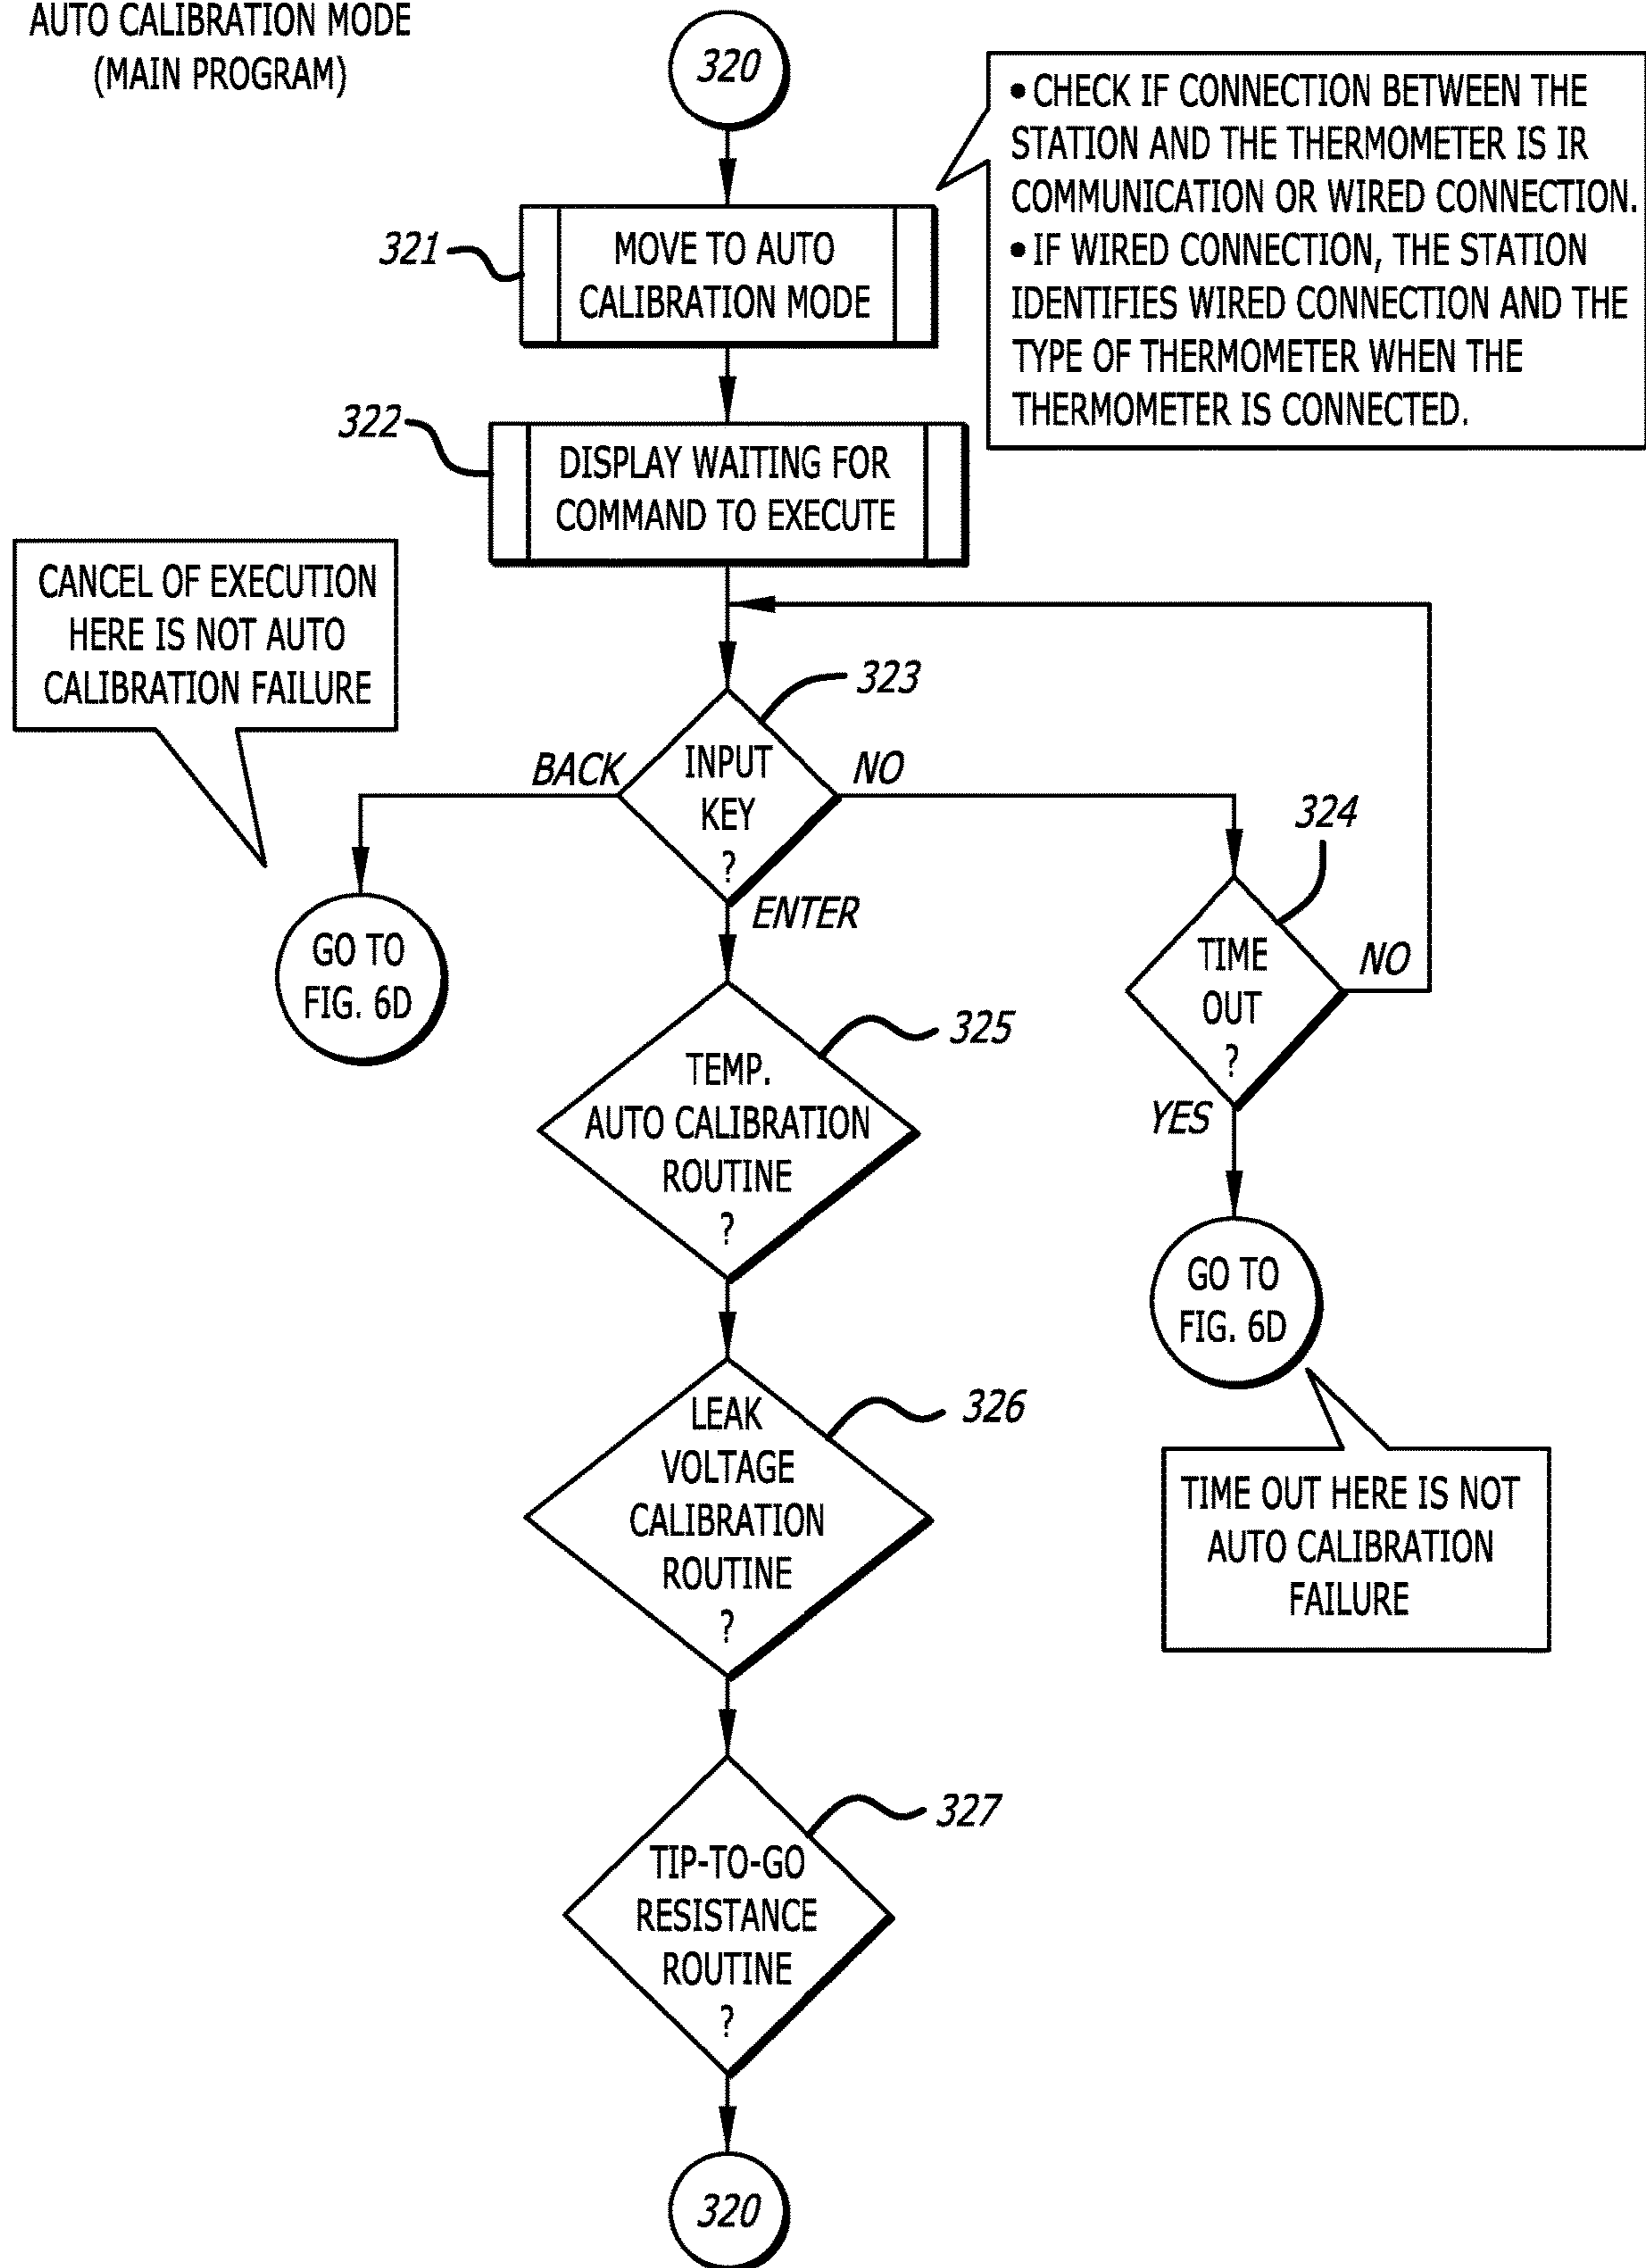 AUTO CALIBRATION MODE
(MAIN PROGRAM)
320
• CHECK IF CONNECTION BETWEEN THE
STATION AND THE THERMOMETER IS IR
COMMUNICATION OR WIRED CONNECTION.
• IF WIRED CONNECTION, THE STATION
IDENTIFIES WIRED CONNECTION AND THE
TYPE OF THERMOMETER WHEN THE
THERMOMETER IS CONNECTED.
321
MOVE TO AUTO
CALIBRATION MODE
322
DISPLAY WAITING FOR
COMMAND TO EXECUTE
CANCEL OF EXECUTION
HERE IS NOT AUTO
CALIBRATION FAILURE
323
BACK
INPUT
KEY
?
NO
ENTER
324
TIME
OUT
?
NO
YES
GO TO
FIG. 6D
325
TEMP.
AUTO CALIBRATION
ROUTINE
?
GO TO
FIG. 6D
TIME OUT HERE IS NOT
AUTO CALIBRATION
FAILURE
326
LEAK
VOLTAGE
CALIBRATION
ROUTINE
?
327
TIP-TO-GO
RESISTANCE
ROUTINE
?
320